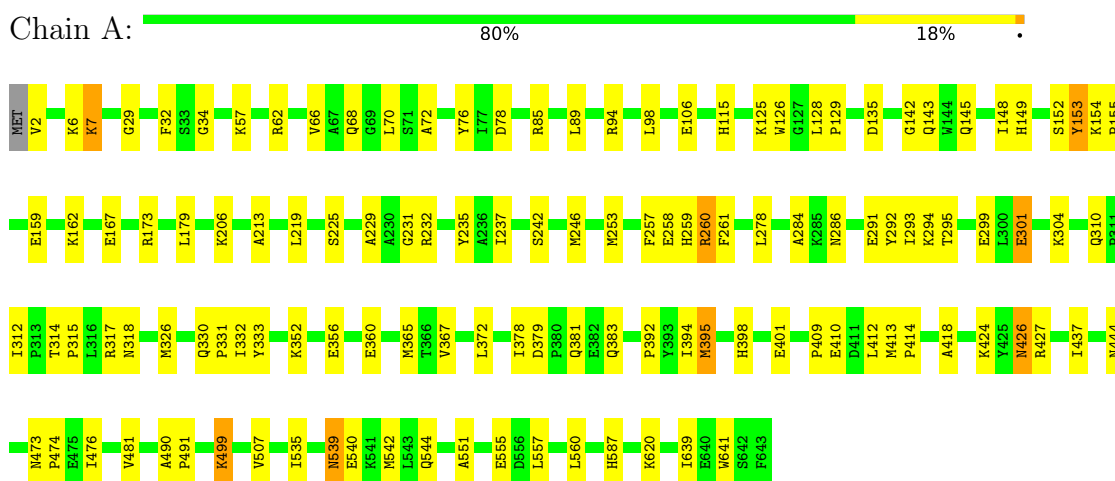 Chain A:
80% 18% •
MET V2 K6 K7 G29 F32 S33 G34 K57 R62 V66 A67 Q68 G69 L70 S71 A72 Y76 I77 D78 R85 L89 R94 L98 E106 H115 K125 W126 G127 L128 P129 D135 G142 Q143 W144 Q145 I148 H149 S152 Y153 K154
E159 K162 E167 R173 L179 K206 A213 L219 S225 A229 A230 G231 R232 Y235 A236 I237 S242 M246 M253 F257 E258 H259 R260 F261 L278 A284 K285 N286 E291 Y292 I293 K294 T295 E299 L300 E301 K304 Q310
I312 P313 T314 P315 L316 R317 N318 M326 Q330 P331 I332 Y333 K352 E356 E360 M365 T366 V367 L372 I378 D379 P380 Q381 E382 Q383 P392 Y393 I394 M395 H398 E401 P409 E410 D411 L412 M413 P414 A418 K424 Y425 N426 R427 I437
N473 P474 E475 I476 V481 A490 P491 K499 V507 I535 N539 E540 K541 M542 L543 Q544 A551 E555 D556 L557 L560 H587 K620 I639 E640 W641 S642 F643